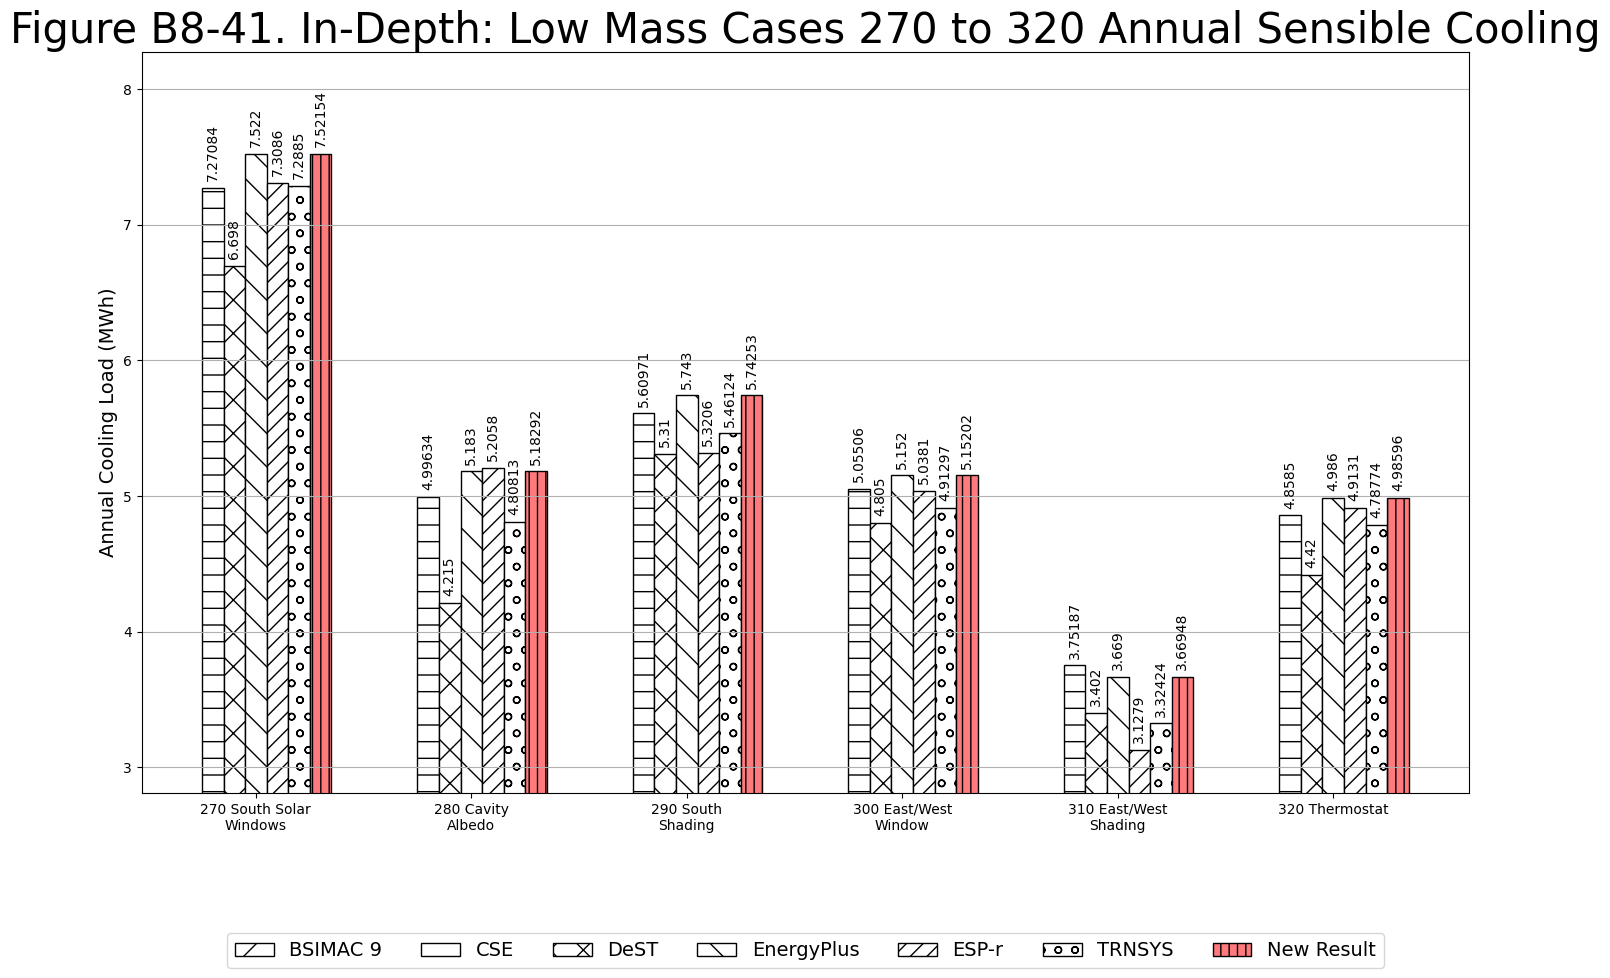 Figure B8-41. In-Depth: Low Mass Cases 270 to 320 Annual Sensible Cooling
Annual Cooling Load (MWh)
8
7
6
5
4
3
7.27084
6.698
7.522
7.3086
7.2885
7.52154
4.99634
4.215
5.183
5.2058
4.80813
5.18292
5.60971
5.31
5.743
5.3206
5.46124
5.74253
5.05506
4.805
5.152
5.0381
4.91297
5.15202
3.75187
3.402
3.669
3.1279
3.32424
3.66948
4.8585
4.42
4.986
4.9131
4.78774
4.98596
270 South Solar
Windows
280 Cavity
Albedo
290 South
Shading
300 East/West
Window
310 East/West
Shading
320 Thermostat
BSIMAC 9
CSE
DeST
EnergyPlus
ESP-r
TRNSYS
New Result